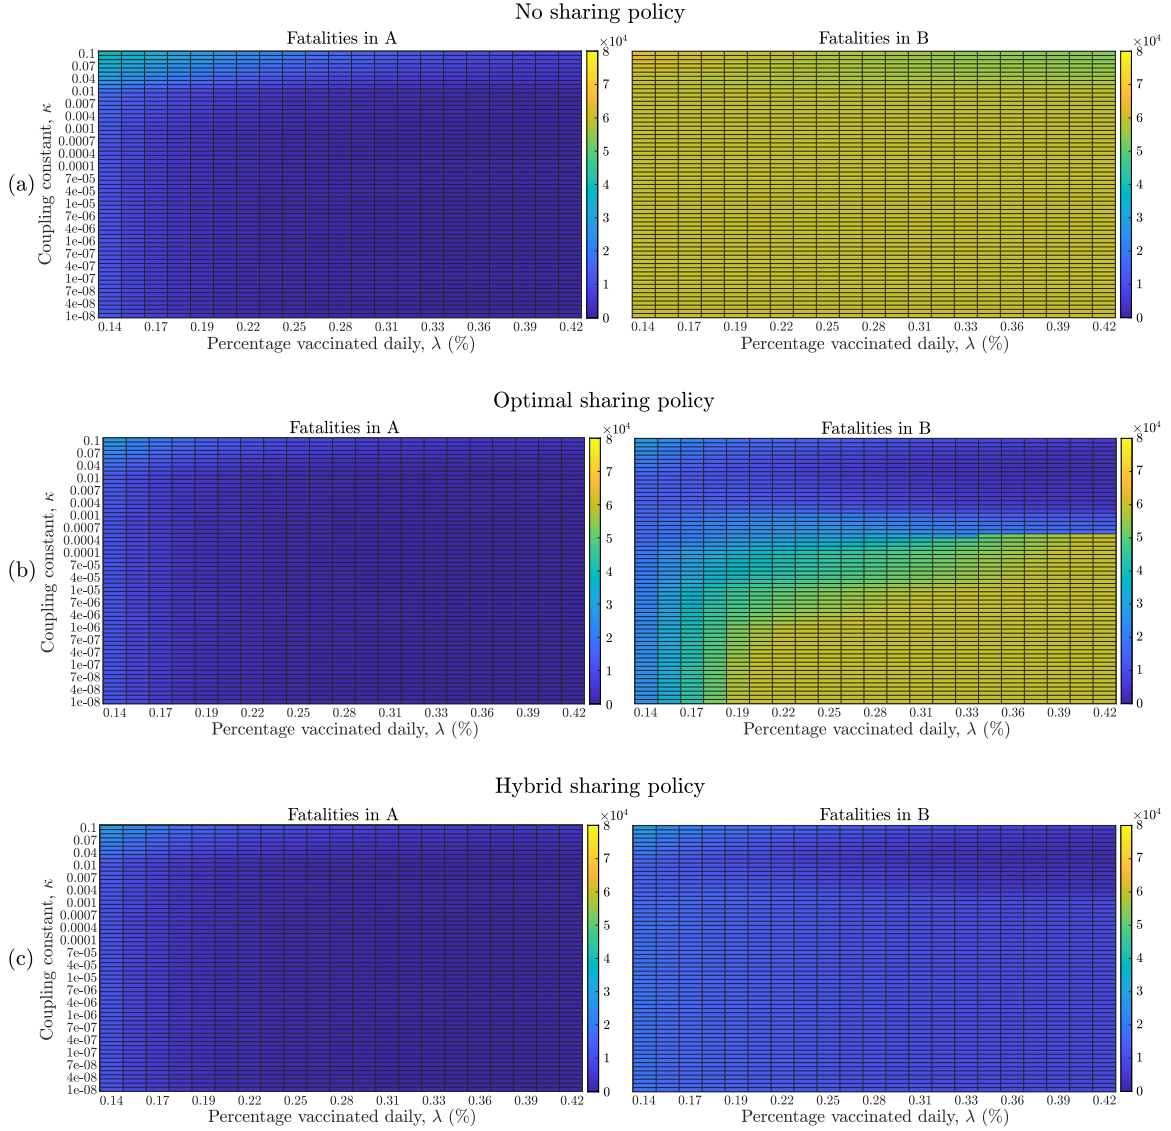 No sharing policy
Fatalities in A
×10⁴
Fatalities in B
×10⁴
(a)
Coupling constant, κ
0.1
0.07
0.04
0.01
0.007
0.004
0.001
0.0007
0.0004
0.0001
7e-05
4e-05
1e-05
7e-06
4e-06
1e-06
7e-07
4e-07
1e-07
7e-08
4e-08
1e-08
8
7
6
5
4
3
2
1
0
8
7
6
5
4
3
2
1
0
0.14 0.17 0.19 0.22 0.25 0.28 0.31 0.33 0.36 0.39 0.42
0.14 0.17 0.19 0.22 0.25 0.28 0.31 0.33 0.36 0.39 0.42
Percentage vaccinated daily, λ (%)
Percentage vaccinated daily, λ (%)
Optimal sharing policy
Fatalities in A
×10⁴
Fatalities in B
×10⁴
(b)
Coupling constant, κ
0.1
0.07
0.04
0.01
0.007
0.004
0.001
0.0007
0.0004
0.0001
7e-05
4e-05
1e-05
7e-06
4e-06
1e-06
7e-07
4e-07
1e-07
7e-08
4e-08
1e-08
8
7
6
5
4
3
2
1
0
8
7
6
5
4
3
2
1
0
0.14 0.17 0.19 0.22 0.25 0.28 0.31 0.33 0.36 0.39 0.42
0.14 0.17 0.19 0.22 0.25 0.28 0.31 0.33 0.36 0.39 0.42
Percentage vaccinated daily, λ (%)
Percentage vaccinated daily, λ (%)
Hybrid sharing policy
Fatalities in A
×10⁴
Fatalities in B
×10⁴
(c)
Coupling constant, κ
0.1
0.07
0.04
0.01
0.007
0.004
0.001
0.0007
0.0004
0.0001
7e-05
4e-05
1e-05
7e-06
4e-06
1e-06
7e-07
4e-07
1e-07
7e-08
4e-08
1e-08
8
7
6
5
4
3
2
1
0
8
7
6
5
4
3
2
1
0
0.14 0.17 0.19 0.22 0.25 0.28 0.31 0.33 0.36 0.39 0.42
0.14 0.17 0.19 0.22 0.25 0.28 0.31 0.33 0.36 0.39 0.42
Percentage vaccinated daily, λ (%)
Percentage vaccinated daily, λ (%)